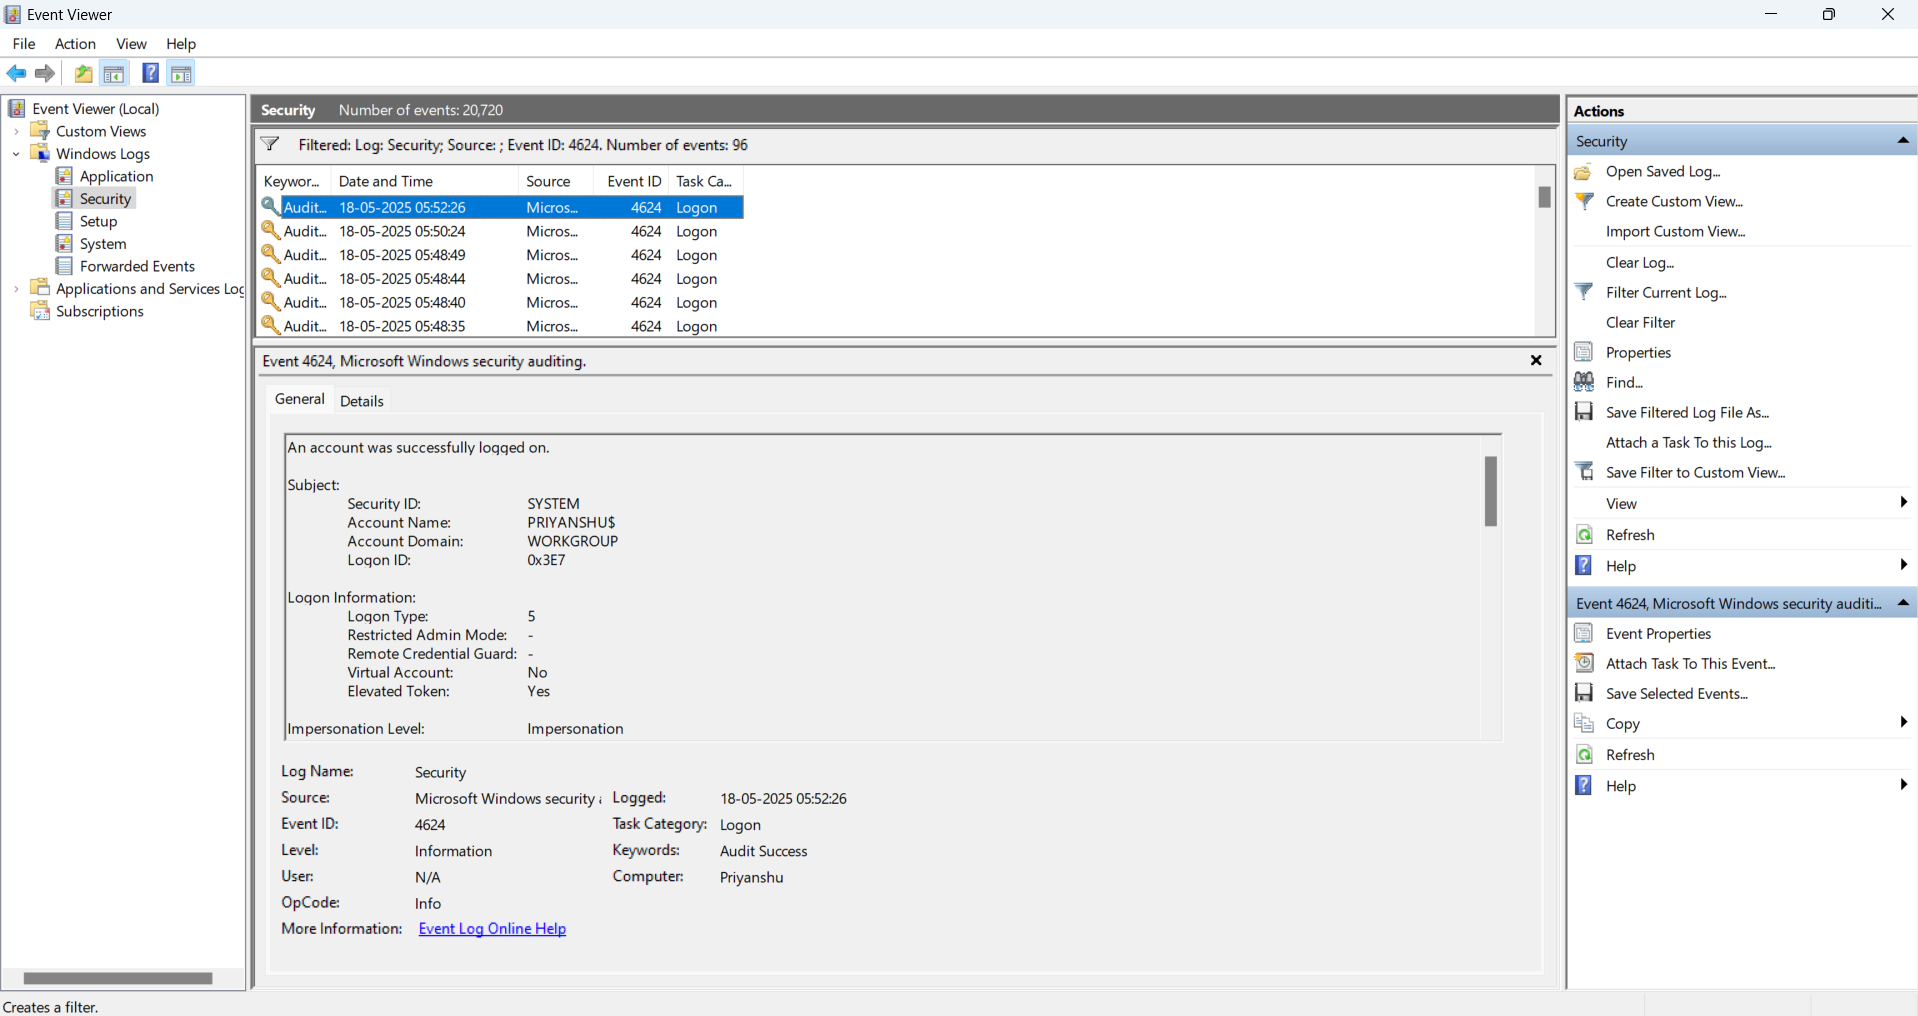 Event Viewer
File Action View Help
Event Viewer (Local)
Custom Views
Windows Logs
Application
Security
Setup
System
Forwarded Events
Applications and Services Log
Subscriptions
Security Number of events: 20,720
Filtered: Log: Security; Source: ; Event ID: 4624. Number of events: 96
Keywor... Date and Time Source Event ID Task Ca...
Audit... 18-05-2025 05:52:26 Micros... 4624 Logon
Audit... 18-05-2025 05:50:24 Micros... 4624 Logon
Audit... 18-05-2025 05:48:49 Micros... 4624 Logon
Audit... 18-05-2025 05:48:44 Micros... 4624 Logon
Audit... 18-05-2025 05:48:40 Micros... 4624 Logon
Audit... 18-05-2025 05:48:35 Micros... 4624 Logon
Event 4624, Microsoft Windows security auditing.
General Details
An account was successfully logged on.
Subject:
Security ID: SYSTEM
Account Name: PRIYANSHU$
Account Domain: WORKGROUP
Logon ID: 0x3E7
Logon Information:
Logon Type: 5
Restricted Admin Mode: -
Remote Credential Guard: -
Virtual Account: No
Elevated Token: Yes
Impersonation Level: Impersonation
Log Name: Security
Source: Microsoft Windows security Logged: 18-05-2025 05:52:26
Event ID: 4624 Task Category: Logon
Level: Information Keywords: Audit Success
User: N/A Computer: Priyanshu
OpCode: Info
More Information: Event Log Online Help
Actions
Security
Open Saved Log...
Create Custom View...
Import Custom View...
Clear Log...
Filter Current Log...
Clear Filter
Properties
Find...
Save Filtered Log File As...
Attach a Task To this Log...
Save Filter to Custom View...
View
Refresh
Help
Event 4624, Microsoft Windows security auditi...
Event Properties
Attach Task To This Event...
Save Selected Events...
Copy
Refresh
Help
Creates a filter.